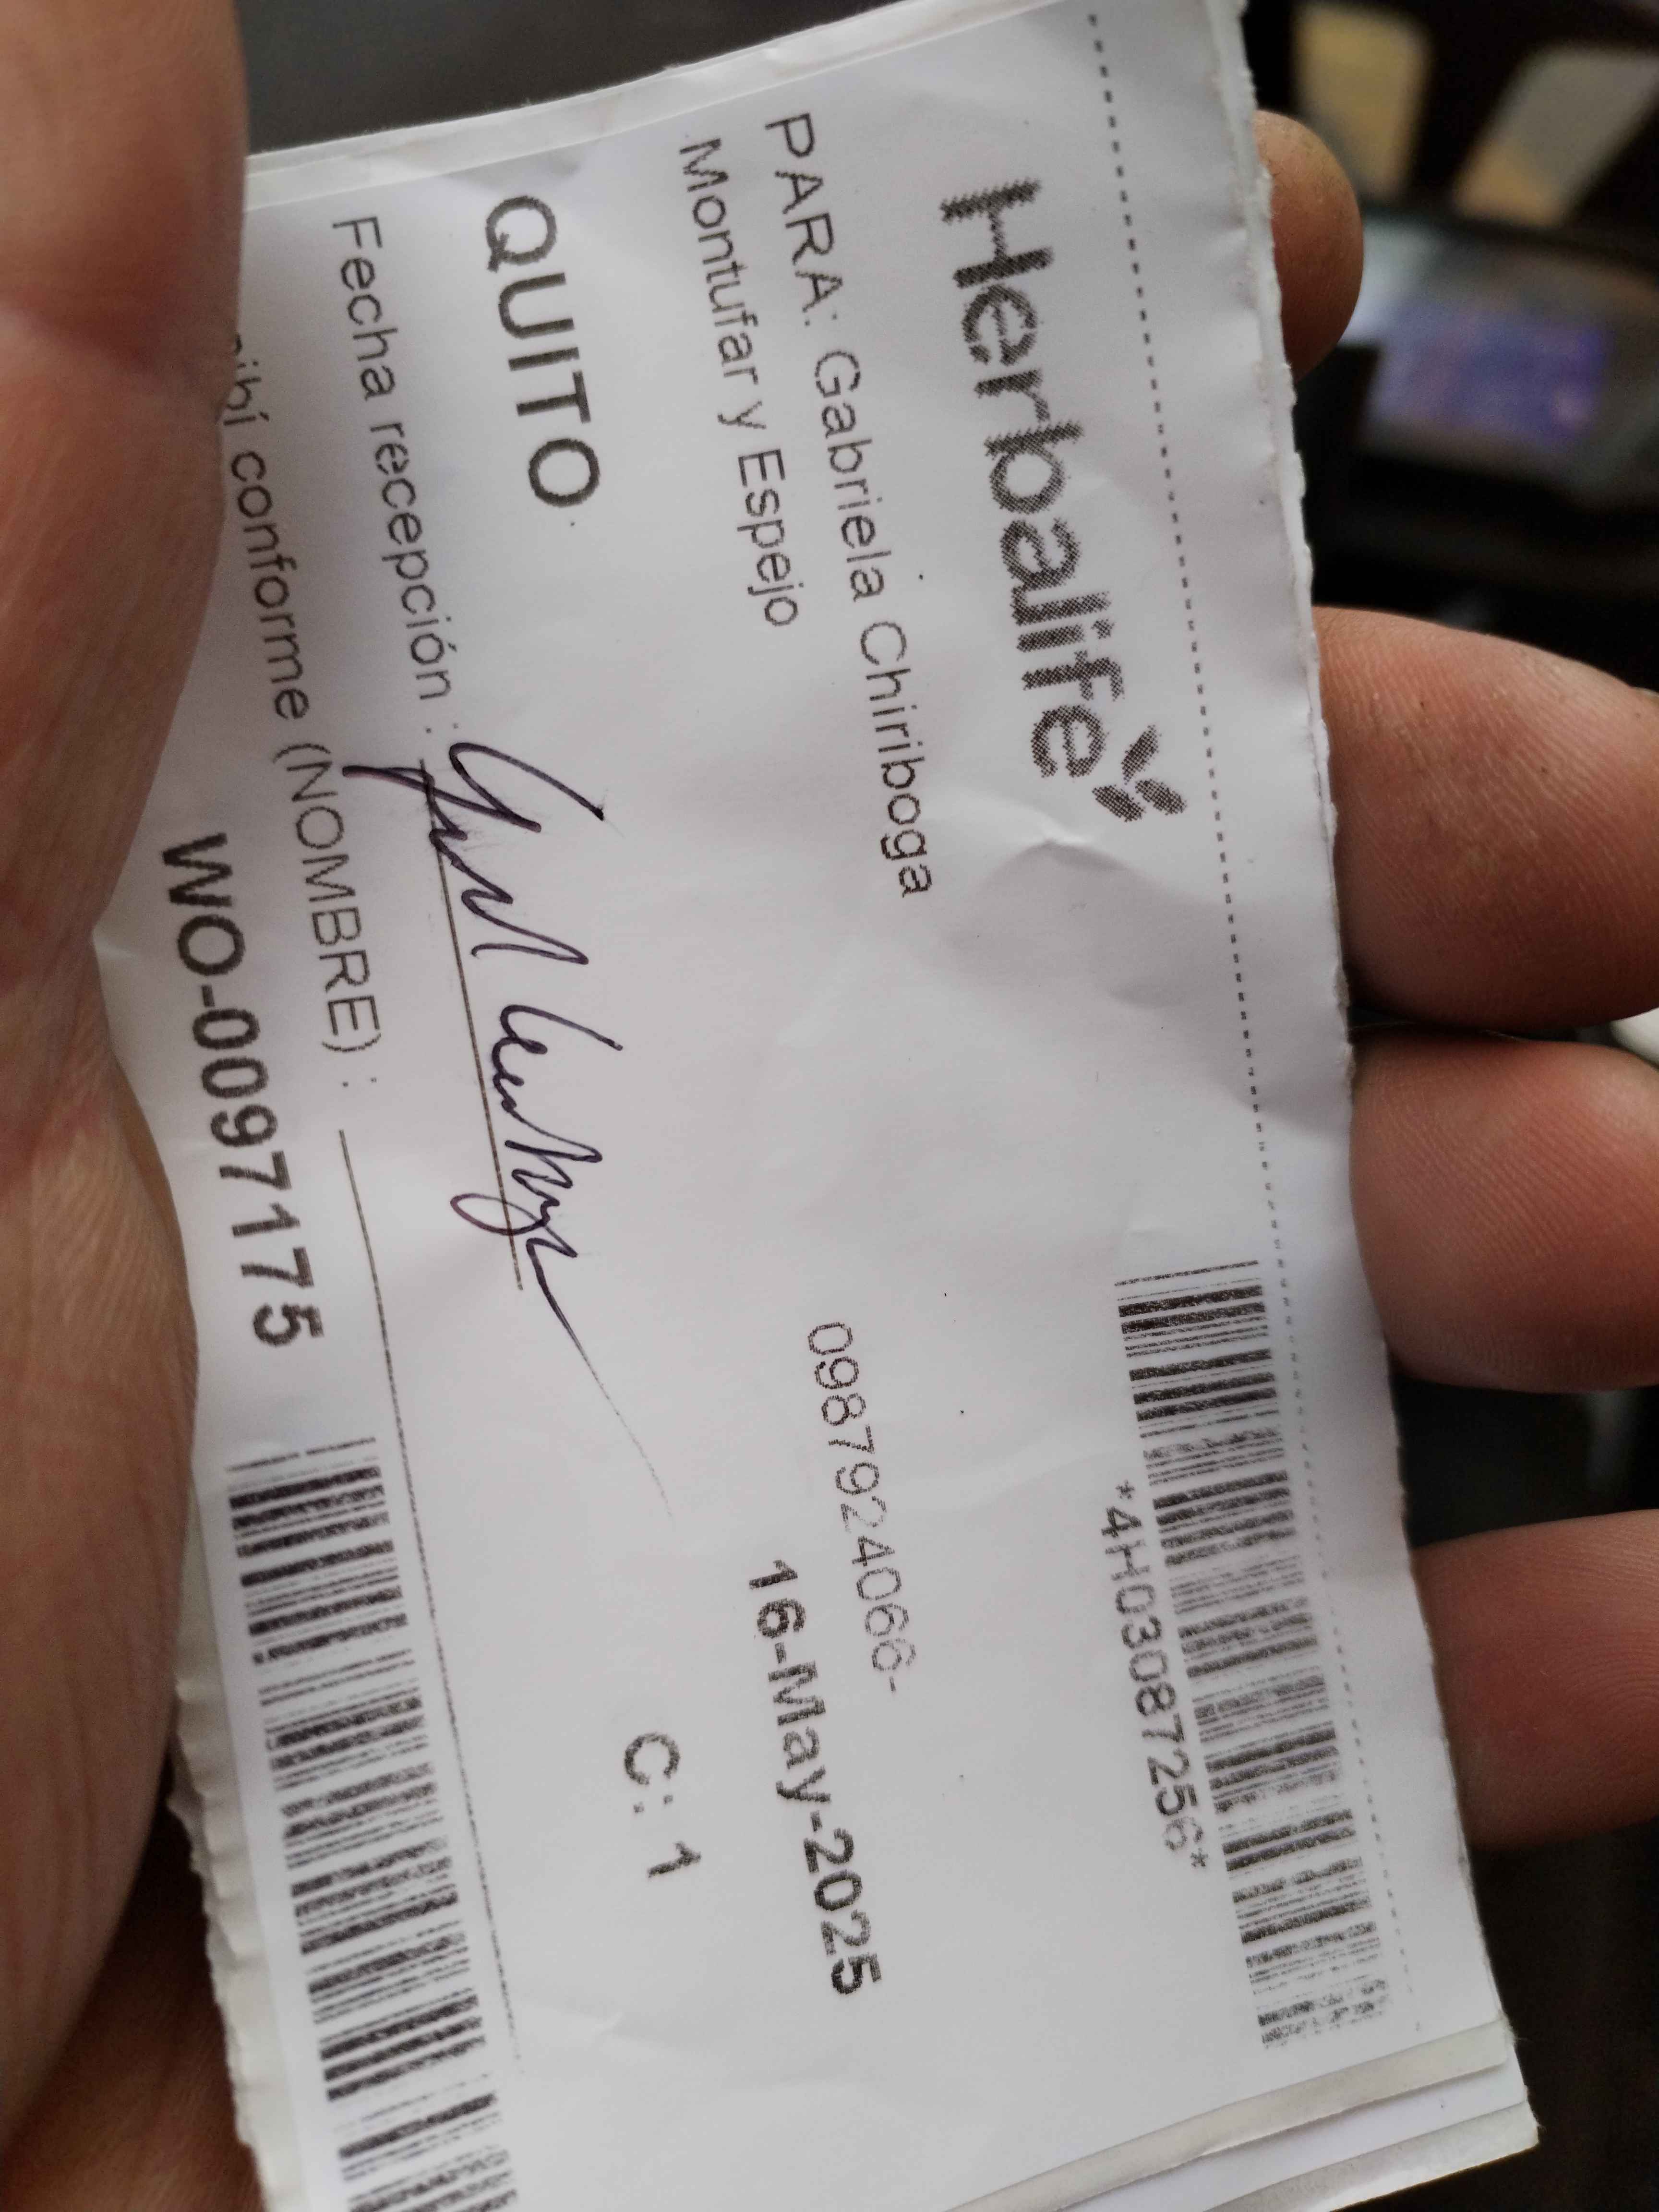 Herbalife
*4H03087256*
PARA: Gabriela Chiriboga
0987924066-
Montufar y Espejo
16-May-2025
QUITO
C: 1
Fecha recepción :
conforme (NOMBRE) :
WO-00971175